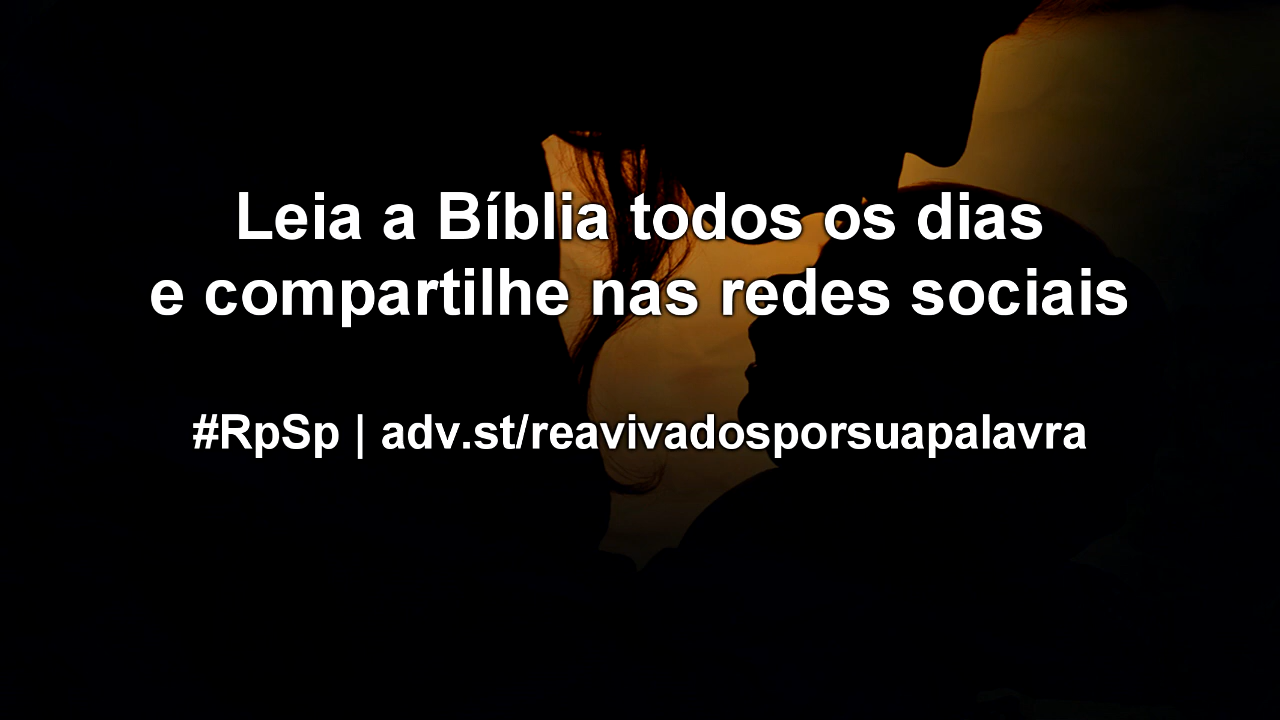 Leia a Bíblia todos os dias
e compartilhe nas redes sociais
#RpSp | adv.st/reavivadosporsuapalavra